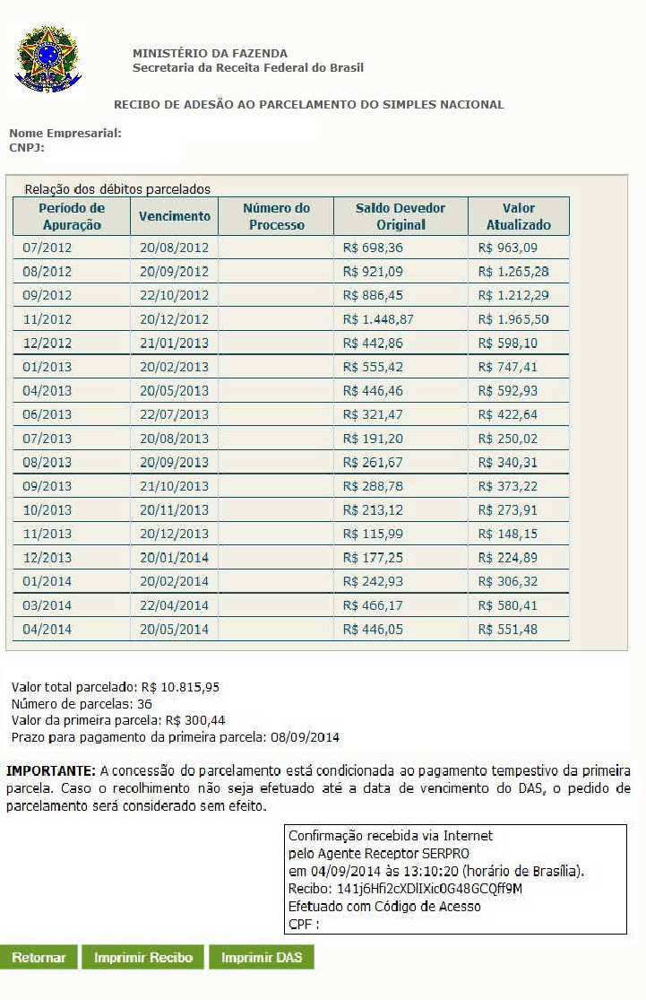 MINISTÉRIO DA FAZENDA
Secretaria da Receita Federal do Brasil
RECIBO DE ADESÃO AO PARCELAMENTO DO SIMPLES NACIONAL
Nome Empresarial:
CNPJ:
Relação dos débitos parcelados
Período de Apuração Vencimento Número do Processo Saldo Devedor Original Valor Atualizado
07/2012 20/08/2012 R$ 698,36 R$ 963,09
08/2012 20/09/2012 R$ 921,09 R$ 1.265,28
09/2012 22/10/2012 R$ 886,45 R$ 1.212,29
11/2012 20/12/2012 R$ 1.448,87 R$ 1.965,50
12/2012 21/01/2013 R$ 442,86 R$ 598,10
01/2013 20/02/2013 R$ 555,42 R$ 747,41
04/2013 20/05/2013 R$ 446,46 R$ 592,93
06/2013 22/07/2013 R$ 321,47 R$ 422,64
07/2013 20/08/2013 R$ 191,20 R$ 250,02
08/2013 20/09/2013 R$ 261,67 R$ 340,31
09/2013 21/10/2013 R$ 288,78 R$ 373,22
10/2013 20/11/2013 R$ 213,12 R$ 273,91
11/2013 20/12/2013 R$ 115,99 R$ 148,15
12/2013 20/01/2014 R$ 177,25 R$ 224,89
01/2014 20/02/2014 R$ 242,93 R$ 306,32
03/2014 22/04/2014 R$ 466,17 R$ 580,41
04/2014 20/05/2014 R$ 446,05 R$ 551,48
Valor total parcelado: R$ 10.815,95
Número de parcelas: 36
Valor da primeira parcela: R$ 300,44
Prazo para pagamento da primeira parcela: 08/09/2014
IMPORTANTE: A concessão do parcelamento está condicionada ao pagamento tempestivo da primeira
parcela. Caso o recolhimento não seja efetuado até a data de vencimento do DAS, o pedido de
parcelamento será considerado sem efeito.
Confirmação recebida via Internet
pelo Agente Receptor SERPRO
em 04/09/2014 às 13:10:20 (horário de Brasília).
Recibo: 141j6Hfi2cXDlIXic0G48GCQff9M
Efetuado com Código de Acesso
CPF :
Retornar Imprimir Recibo Imprimir DAS